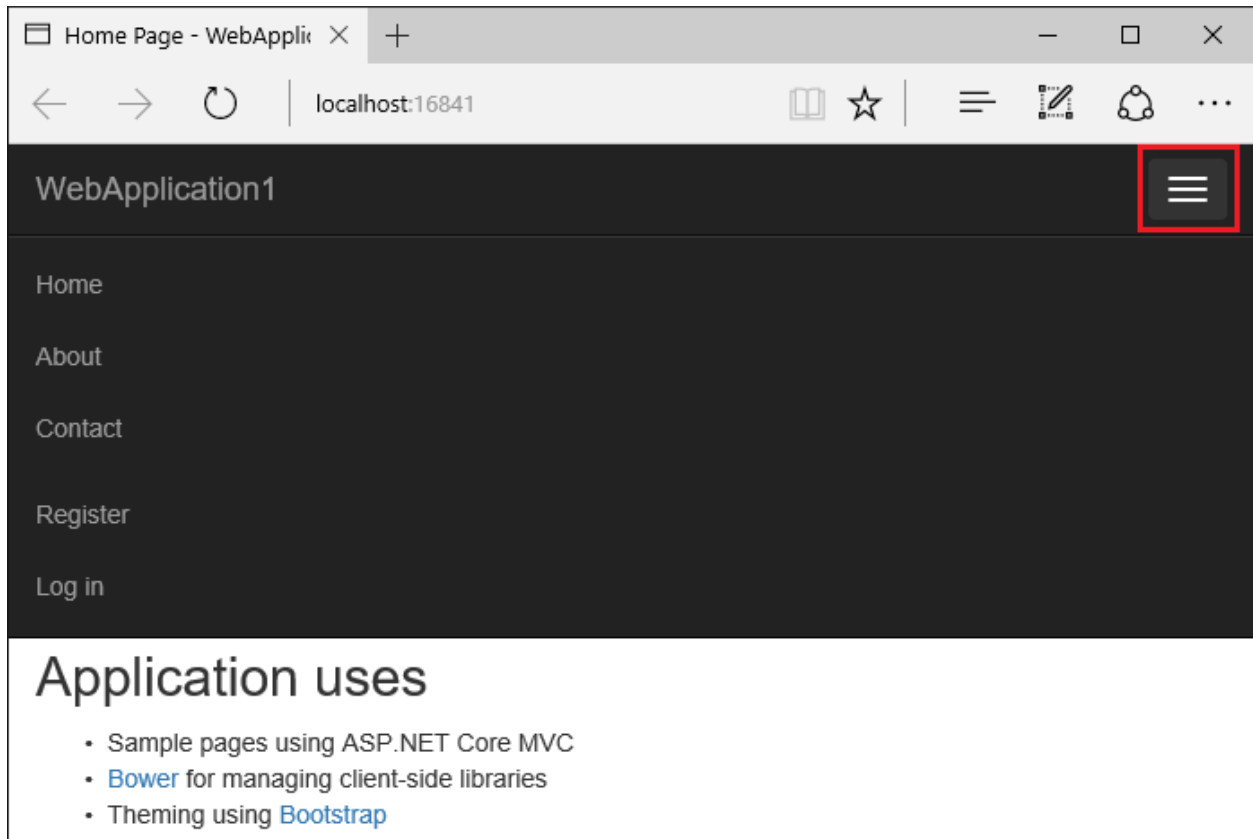 Home Page - WebApplic
localhost:16841
WebApplication1
Home
About
Contact
Register
Log in
Application uses
• Sample pages using ASP.NET Core MVC
• Bower for managing client-side libraries
• Theming using Bootstrap